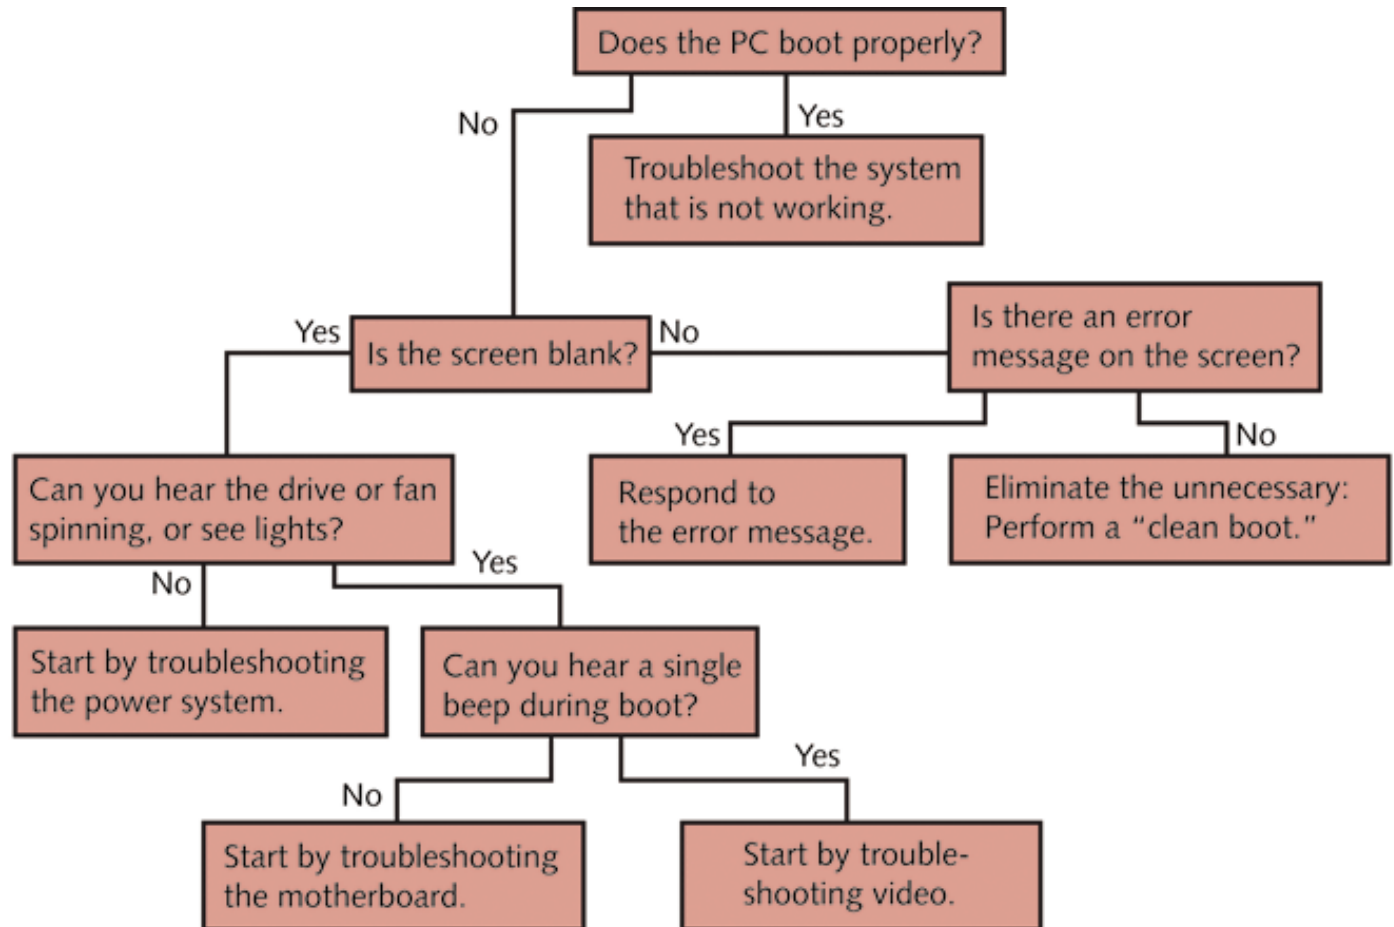 Does the PC boot properly?
No
Yes
Troubleshoot the system
that is not working.
Yes
Is the screen blank?
No
Is there an error
message on the screen?
Yes
No
Can you hear the drive or fan
spinning, or see lights?
Respond to
the error message.
Eliminate the unnecessary:
Perform a “clean boot.”
No
Yes
Start by troubleshooting
the power system.
Can you hear a single
beep during boot?
No
Yes
Start by troubleshooting
the motherboard.
Start by trouble-
shooting video.